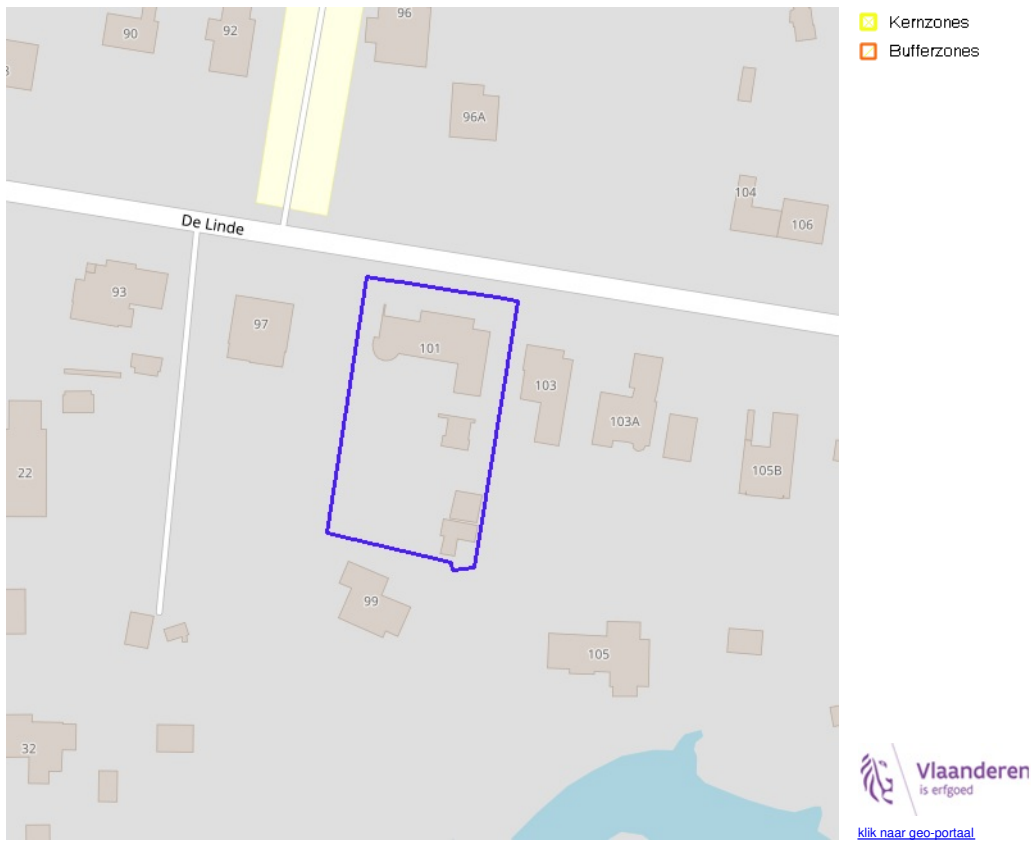 90
92
96
96A
104
106
De Linde
93
97
101
103
103A
105B
22
99
105
32
Kernzones
Bufferzones
Vlaanderen
is erfgoed
klik naar geo-portaal